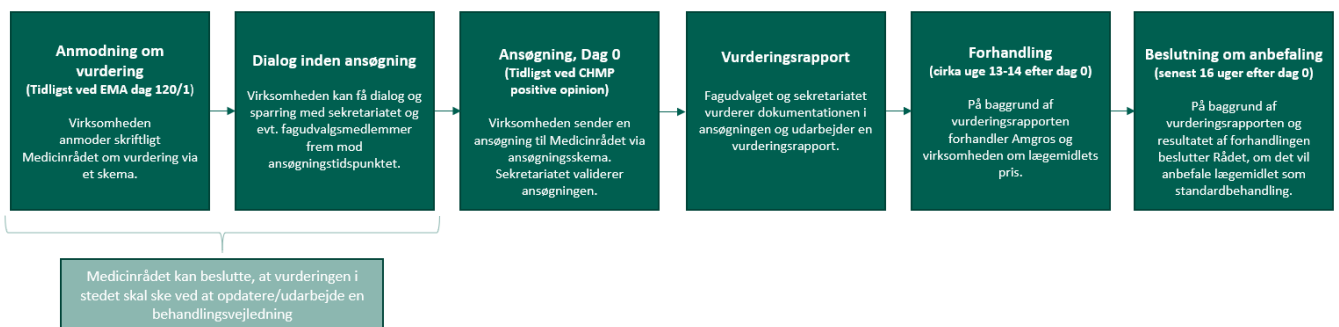 Anmodning om
vurdering
(Tidligst ved EMA dag 120/1)
Virksomheden
anmoder skriftligt
Medicinrådet om vurdering via
et skema.
Dialog inden ansøgning
Virksomheden kan få dialog og
sparring med sekretariatet og
evt. fagudvalgsmedlemmer
frem mod
ansøgningstidspunktet.
Ansøgning, Dag 0
(Tidligst ved CHMP
positive opinion)
Virksomheden sender en
ansøgning til Medicinrådet via
ansøgningsskema.
Sekretariatet validerer
ansøgningen.
Vurderingsrapport
Fagudvalget og sekretariatet
vurderer dokumentationen i
ansøgningen og udarbejder en
vurderingsrapport.
Forhandling
(cirka uge 13-14 efter dag 0)
På baggrund af
vurderingsrapporten
forhandler Amgros og
virksomheden om lægemidlets
pris.
Beslutning om anbefaling
(senest 16 uger efter dag 0)
På baggrund af
vurderingsrapporten og
resultatet af forhandlingen
beslutter Rådet, om det vil
anbefale lægemidlet som
standardbehandling.
Medicinrådet kan beslutte, at vurderingen i
stedet skal ske ved at opdatere/udarbejde en
behandlingsvejledning